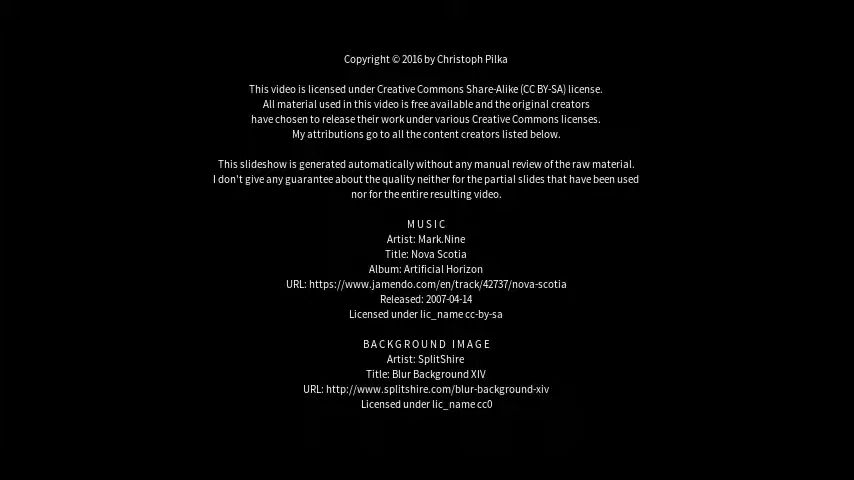 Copyright © 2016 by Christoph Pilka
This video is licensed under Creative Commons Share-Alike (CC BY-SA) license.
All material used in this video is free available and the original creators
have chosen to release their work under various Creative Commons licenses.
My attributions go to all the content creators listed below.
This slideshow is generated automatically without any manual review of the raw material.
I don't give any guarantee about the quality neither for the partial slides that have been used
nor for the entire resulting video.
MUSIC
Artist: Mark.Nine
Title: Nova Scotia
Album: Artificial Horizon
URL: https://www.jamendo.com/en/track/42737/nova-scotia
Released: 2007-04-14
Licensed under lic_name cc-by-sa
BACKGROUND IMAGE
Artist: SplitShire
Title: Blur Background XIV
URL: http://www.splitshire.com/blur-background-xiv
Licensed under lic_name cc0